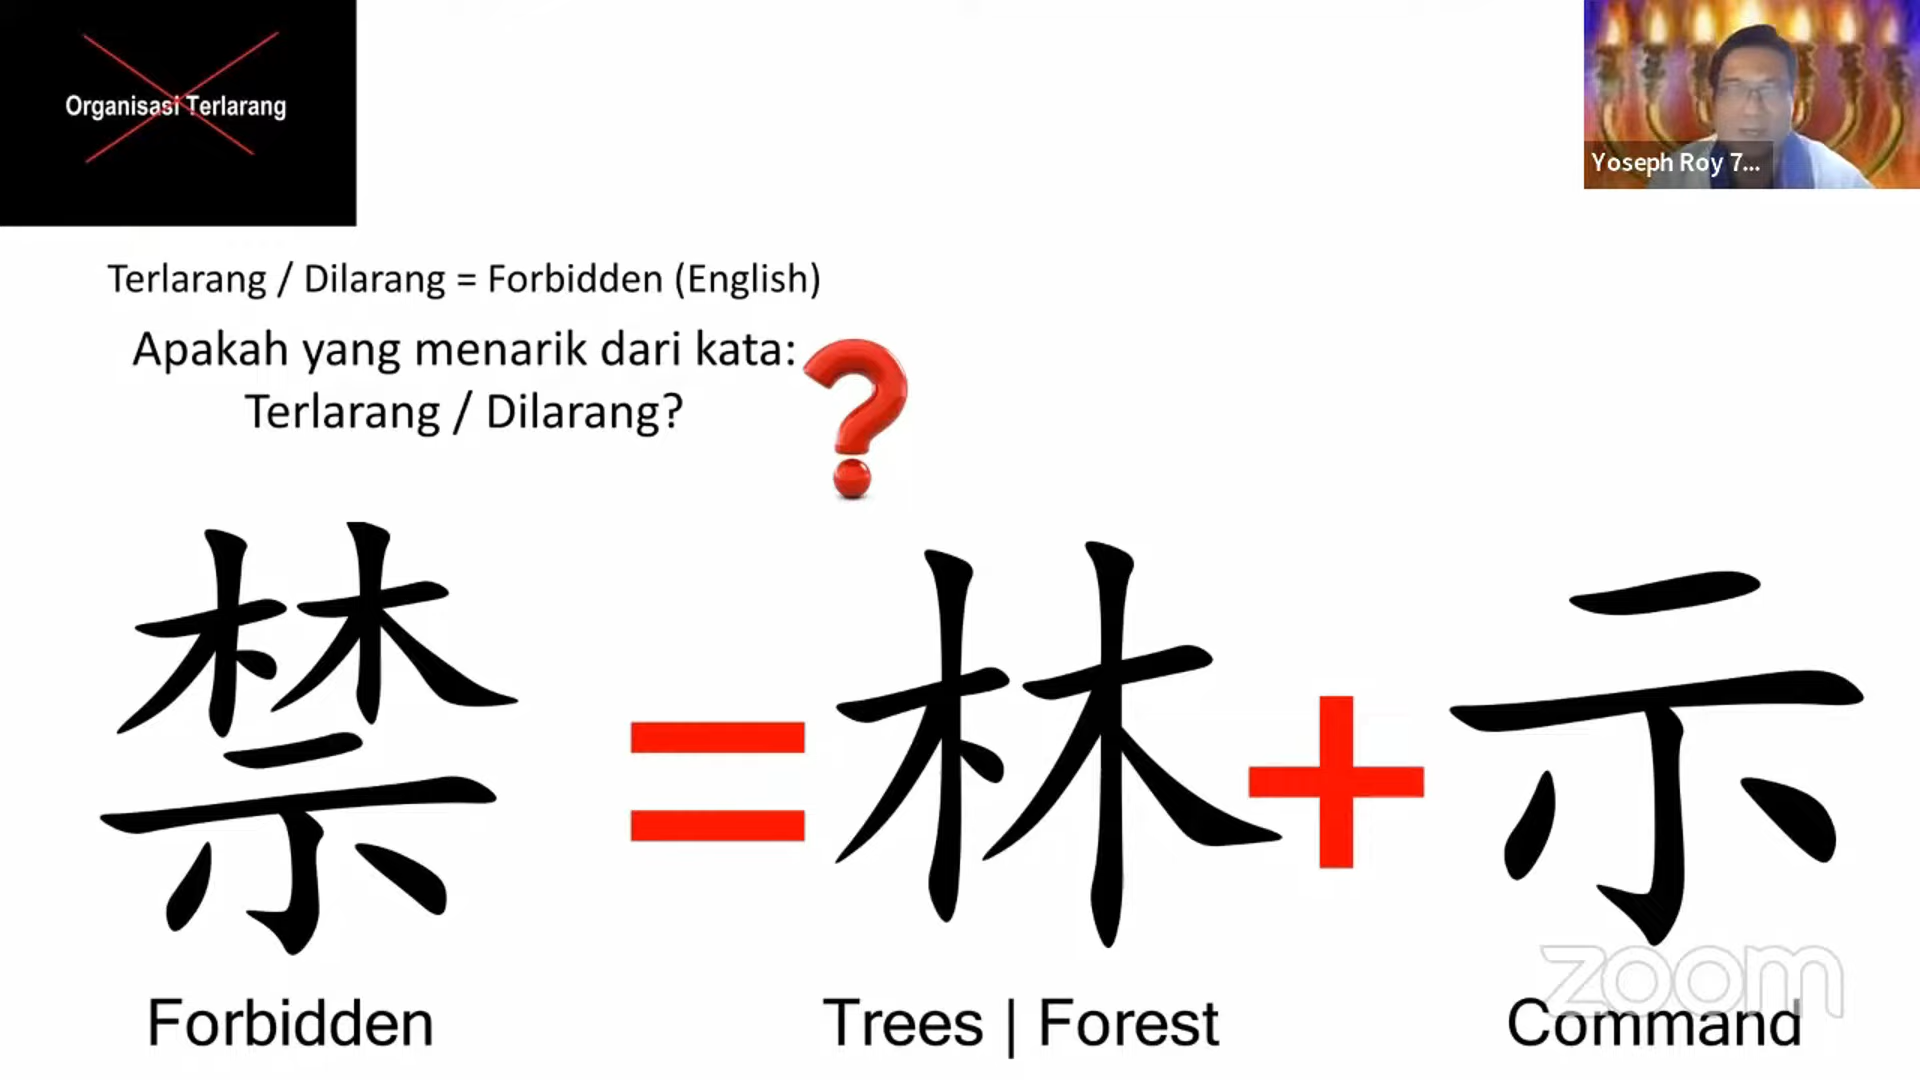 Organisasi Terlarang
Yoseph Roy 7...
Terlarang / Dilarang = Forbidden (English)
Apakah yang menarik dari kata:
Terlarang / Dilarang?
?
禁 = 林 + 示
zoom
Forbidden
Trees | Forest
Command